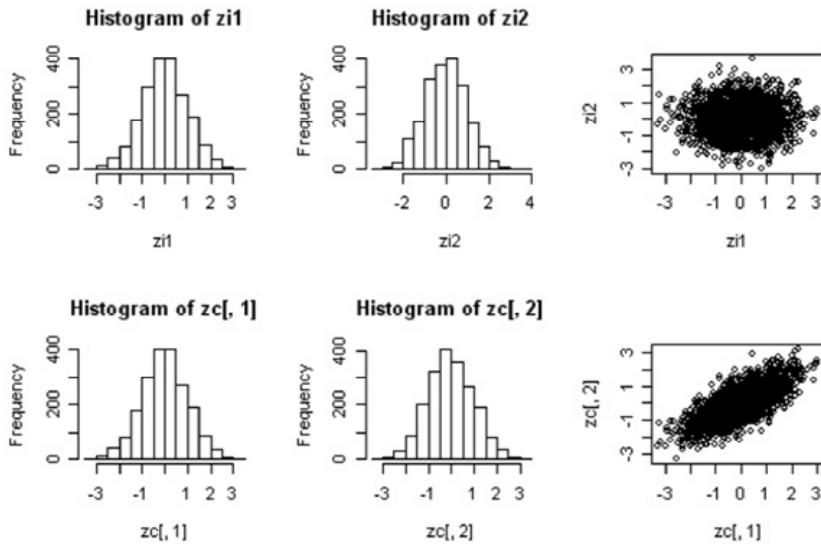 Histogram of zi1
Frequency
0 200 400
-3 -1 1 2 3
zi1
Histogram of zi2
Frequency
0 200 400
-2 0 2 4
zi2
zi2
-3 -1 1 3
-3 -1 0 1 2 3
zi1
Histogram of zc[, 1]
Frequency
0 200 400
-3 -1 1 2 3
zc[, 1]
Histogram of zc[, 2]
Frequency
0 200 400
-3 -1 0 1 2 3
zc[, 2]
zc[, 2]
-3 -1 1 3
-3 -1 0 1 2 3
zc[, 1]